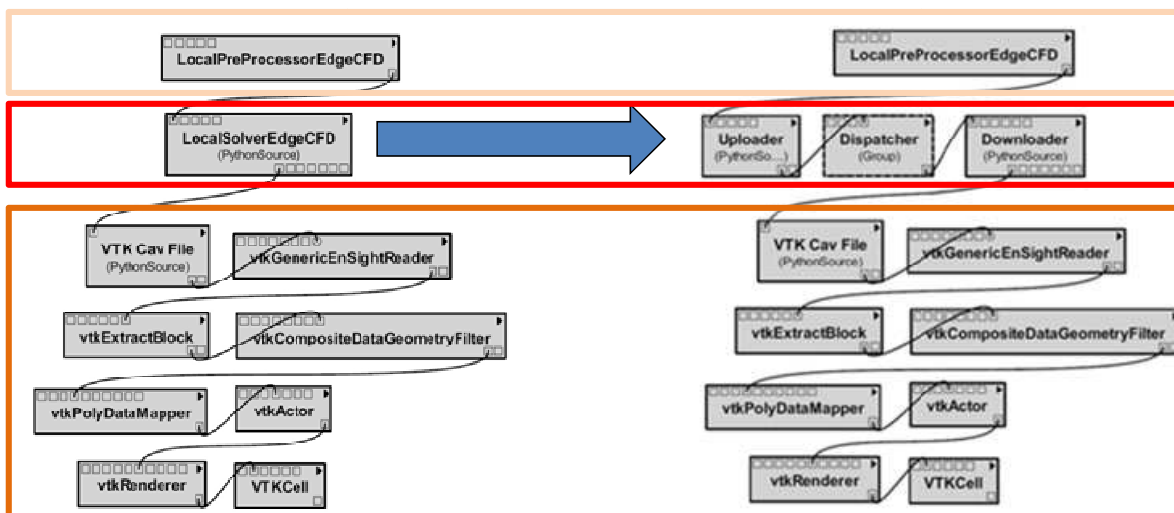 LocalPreProcessorEdgeCFD
LocalPreProcessorEdgeCFD
LocalSolverEdgeCFD
(PythonSource)
Uploader
(PythonSo...)
Dispatcher
(Group)
Downloader
(PythonSource)
VTK Cav File
(PythonSource)
vtkGenericEnSightReader
VTK Cav File
(PythonSource)
vtkGenericEnSightReader
vtkExtractBlock
vtkCompositeDataGeometryFilter
vtkExtractBlock
vtkCompositeDataGeometryFilter
vtkPolyDataMapper
vtkActor
vtkPolyDataMapper
vtkActor
vtkRenderer
VTKCell
vtkRenderer
VTKCell